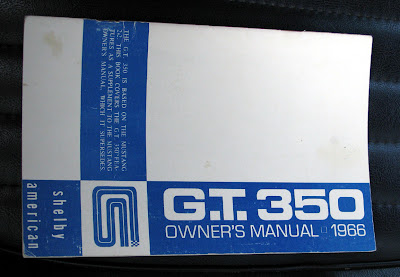 THE G.T. 350 IS BASED ON THE MUSTANG
2+2. THIS BOOK COVERS THE G.T. 350 FEA-
TURES AS A SUPPLEMENT TO THE MUSTANG
OWNER'S MANUAL, WHICH IT SUPERSEDES.
shelby
american
G.T. 350
OWNER'S MANUAL 1966